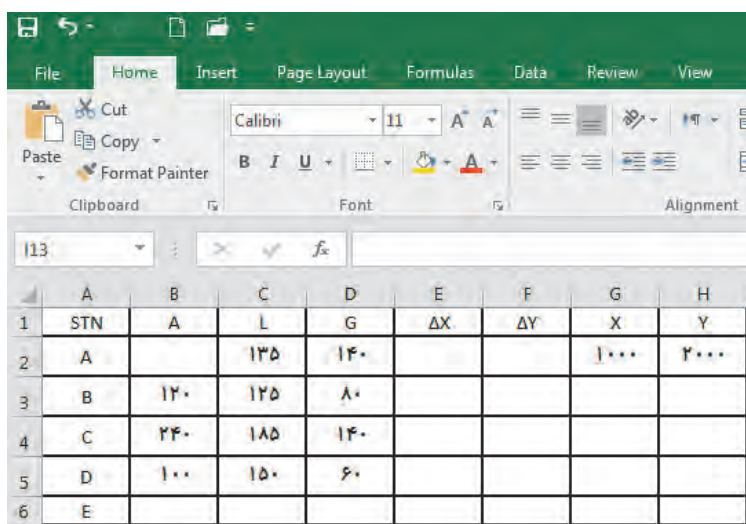 File Home Insert Page Layout Formulas Data Review View
Cut
Copy
Paste
Format Painter
Calibri 11 A A
B I U A
Clipboard Font Alignment
I13 fx
A B C D E F G H
1 STN A L G ΔX ΔY X Y
2 A ۱۳۵ ۱۴۰ ۱۰۰۰ ۲۰۰۰
3 B ۱۲۰ ۱۲۵ ۸۰
4 C ۲۴۰ ۱۸۵ ۱۴۰
5 D ۱۰۰ ۱۵۰ ۶۰
6 E